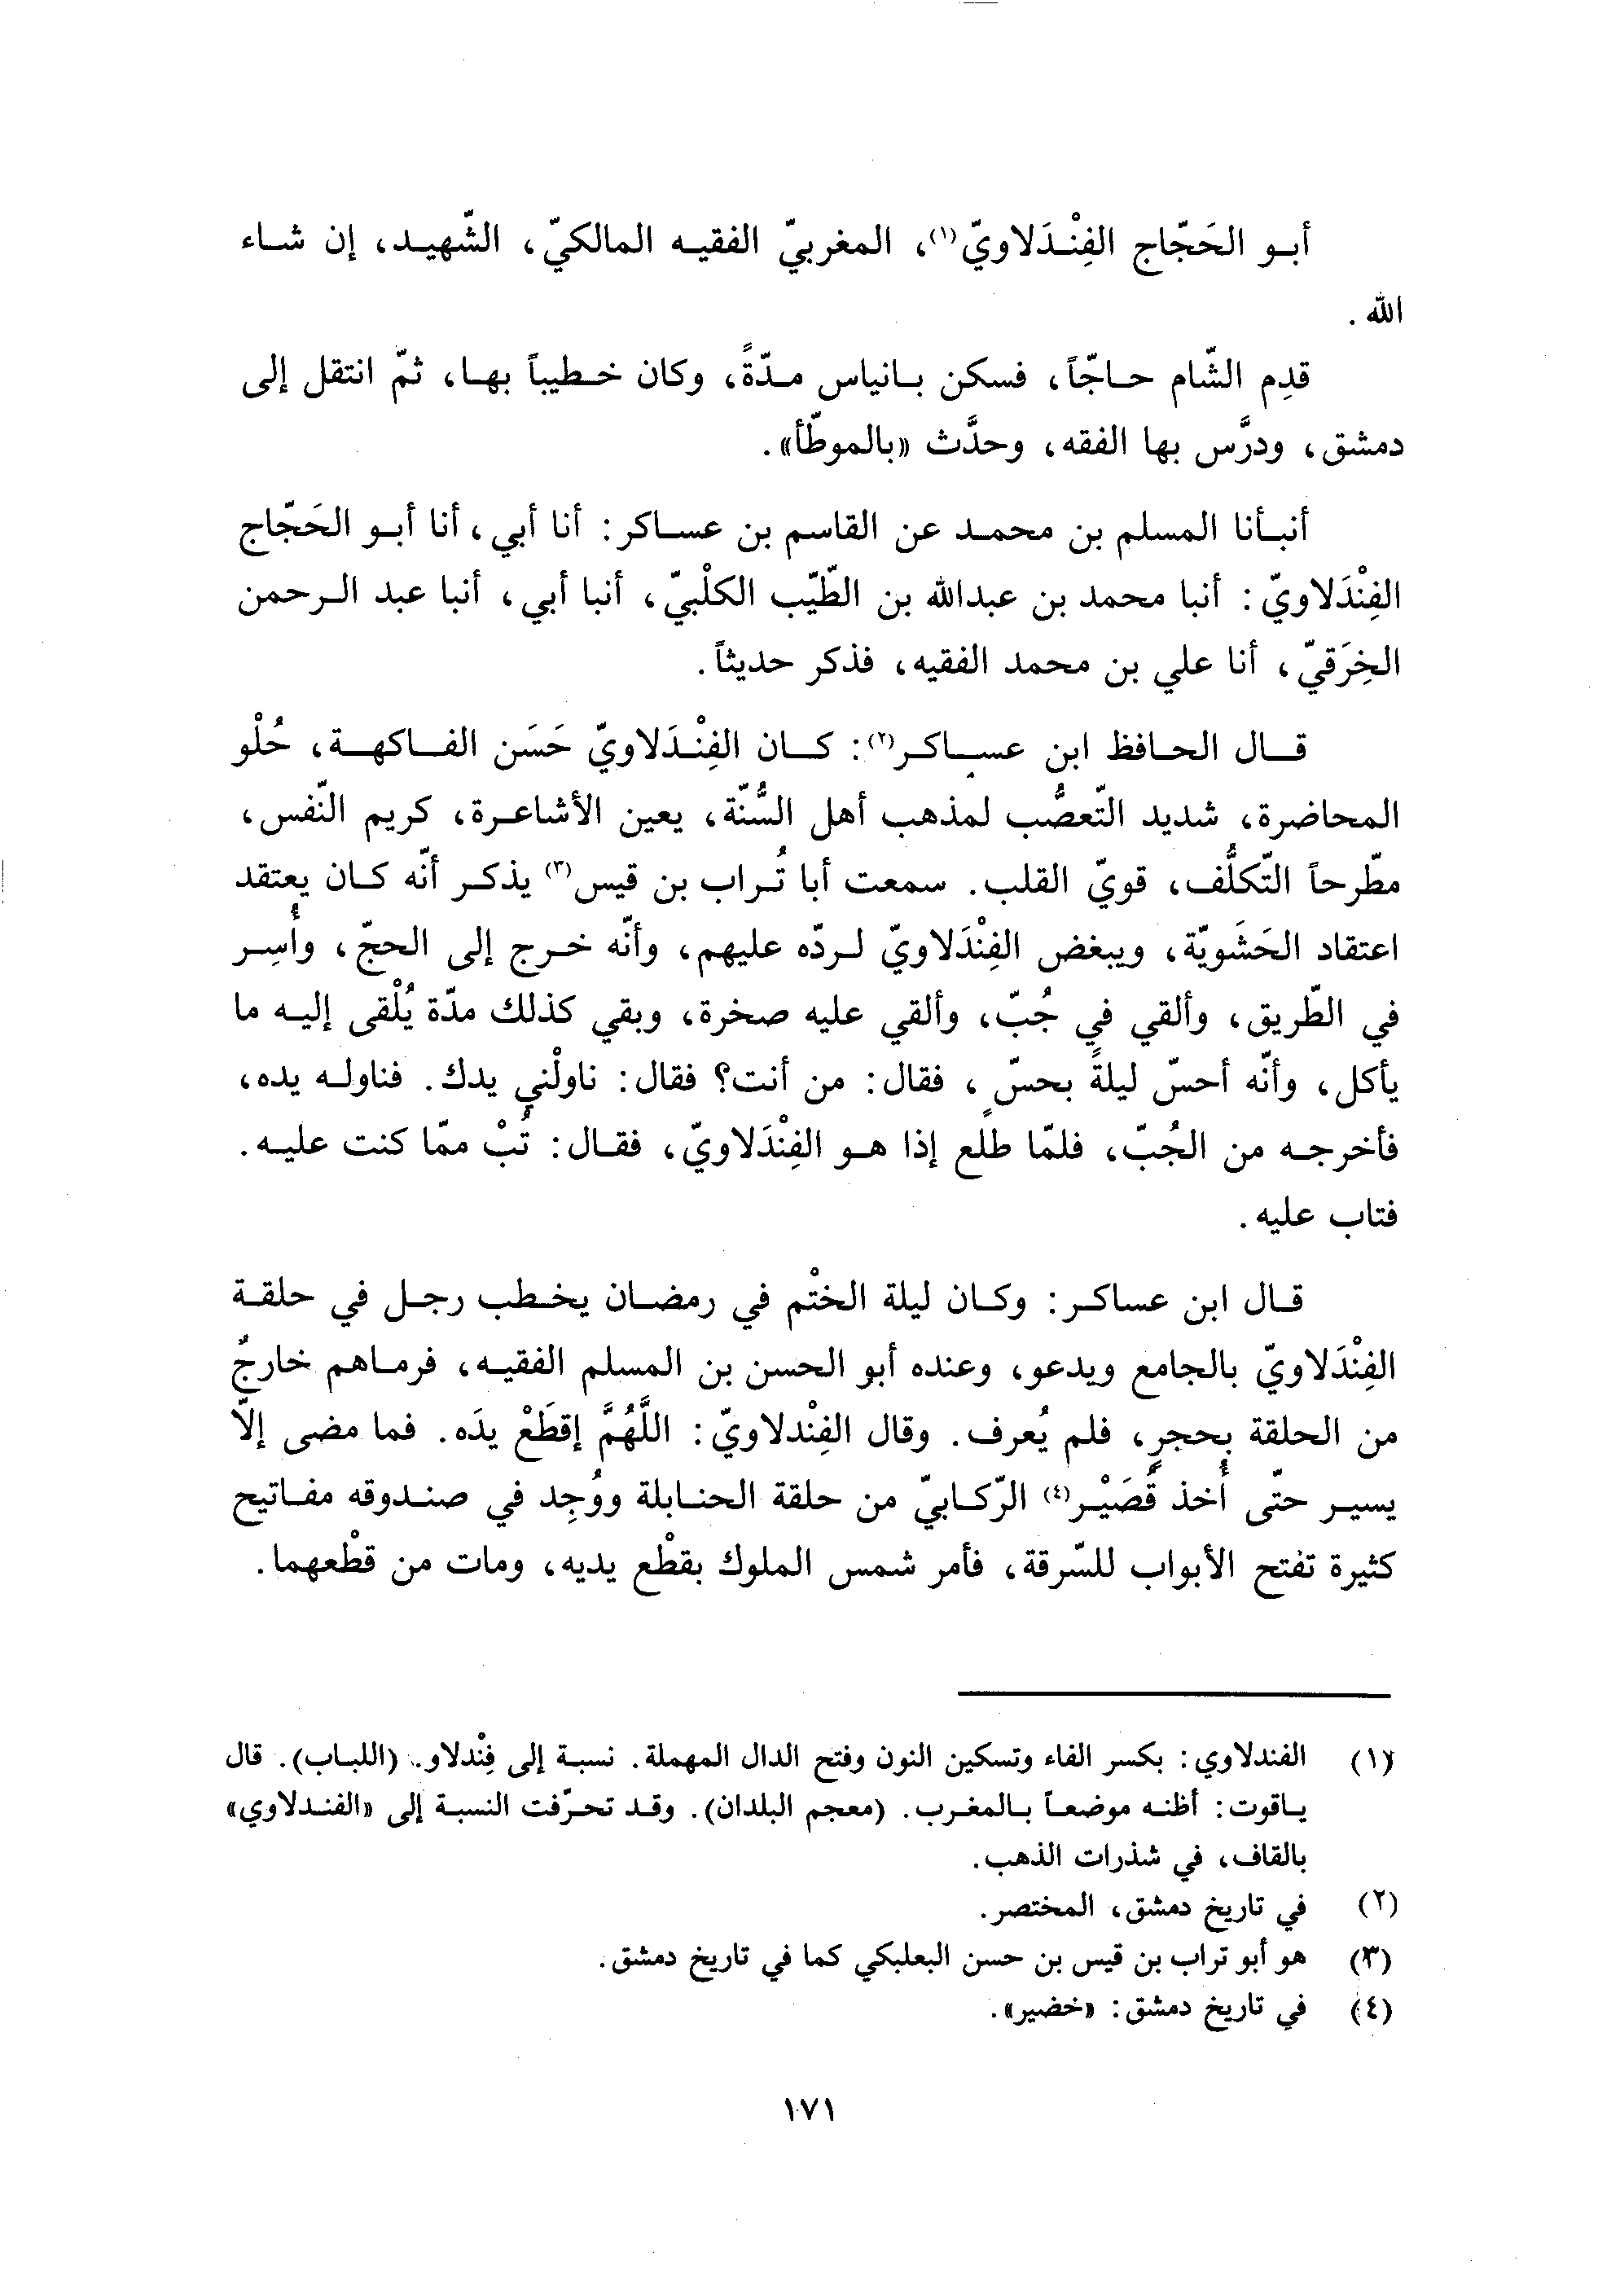 أبو الحَجّاج الفِنْدَلاويّ(١)، المغربيّ الفقيه المالكيّ، الشّهيد، إن شاء
الله.
قدِم الشّام حاجّاً، فسكن بانياس مدّةً، وكان خطيباً بها، ثمّ انتقل إلى
دمشق، ودرَّس بها الفقه، وحدَّث «بالموطّأ».
أنبأنا المسلم بن محمد عن القاسم بن عساكر: أنا أبي، أنا أبو الحَجّاج
الفِنْدَلاويّ: أنبا محمد بن عبدالله بن الطّيّب الكلْبيّ، أنبا أبي، أنبا عبد الرحمن
الخِرَقيّ، أنا علي بن محمد الفقيه، فذكر حديثاً.
قال الحافظ ابن عساكر(٢): كان الفِنْدَلاويّ حَسَن الفاكهة، حُلْو
المحاضرة، شديد التّعصُّب لمذهب أهل السُّنّة، يعين الأشاعرة، كريم النّفس،
مطّرحاً التّكلُّف، قويّ القلب. سمعت أبا تُراب بن قيس(٣) يذكر أنّه كان يعتقد
اعتقاد الحَشَويّة، ويبغض الفِنْدَلاويّ لردّه عليهم، وأنّه خرج إلى الحجّ، وأُسِر
في الطّريق، وألقي في جُبّ، وألقي عليه صخرة، وبقي كذلك مدّة يُلْقى إليه ما
يأكل، وأنّه أحسّ ليلةً بحسّ، فقال: من أنت؟ فقال: ناولْني يدك. فناوله يده،
فأخرجه من الجُبّ، فلمّا طلع إذا هو الفِنْدَلاويّ، فقال: تُبْ ممّا كنت عليه.
فتاب عليه.
قال ابن عساكر: وكان ليلة الختْم في رمضان يخطب رجل في حلقة
الفِنْدَلاويّ بالجامع ويدعو، وعنده أبو الحسن بن المسلم الفقيه، فرماهم خارجٌ
من الحلقة بحجرٍ، فلم يُعرف. وقال الفِنْدلاويّ: اللَّهُمَّ إقطَعْ يدَه. فما مضى إلّا
يسير حتّى أُخذ قُصَيْر(٤) الرّكابيّ من حلقة الحنابلة ووُجِد في صندوقه مفاتيح
كثيرة تفتح الأبواب للسّرقة، فأمر شمس الملوك بقطْع يديه، ومات من قطْعهما.
(١) الفندلاوي: بكسر الفاء وتسكين النون وفتح الدال المهملة. نسبة إلى فِنْدلاو. (اللباب). قال
ياقوت: أظنه موضعاً بالمغرب. (معجم البلدان). وقد تحرّفت النسبة إلى «الفندلاوي»
بالقاف، في شذرات الذهب.
(٢) في تاريخ دمشق، المختصر.
(٣) هو أبو تراب بن قيس بن حسن البعلبكي كما في تاريخ دمشق.
(٤) في تاريخ دمشق: «خضير».
١٧١